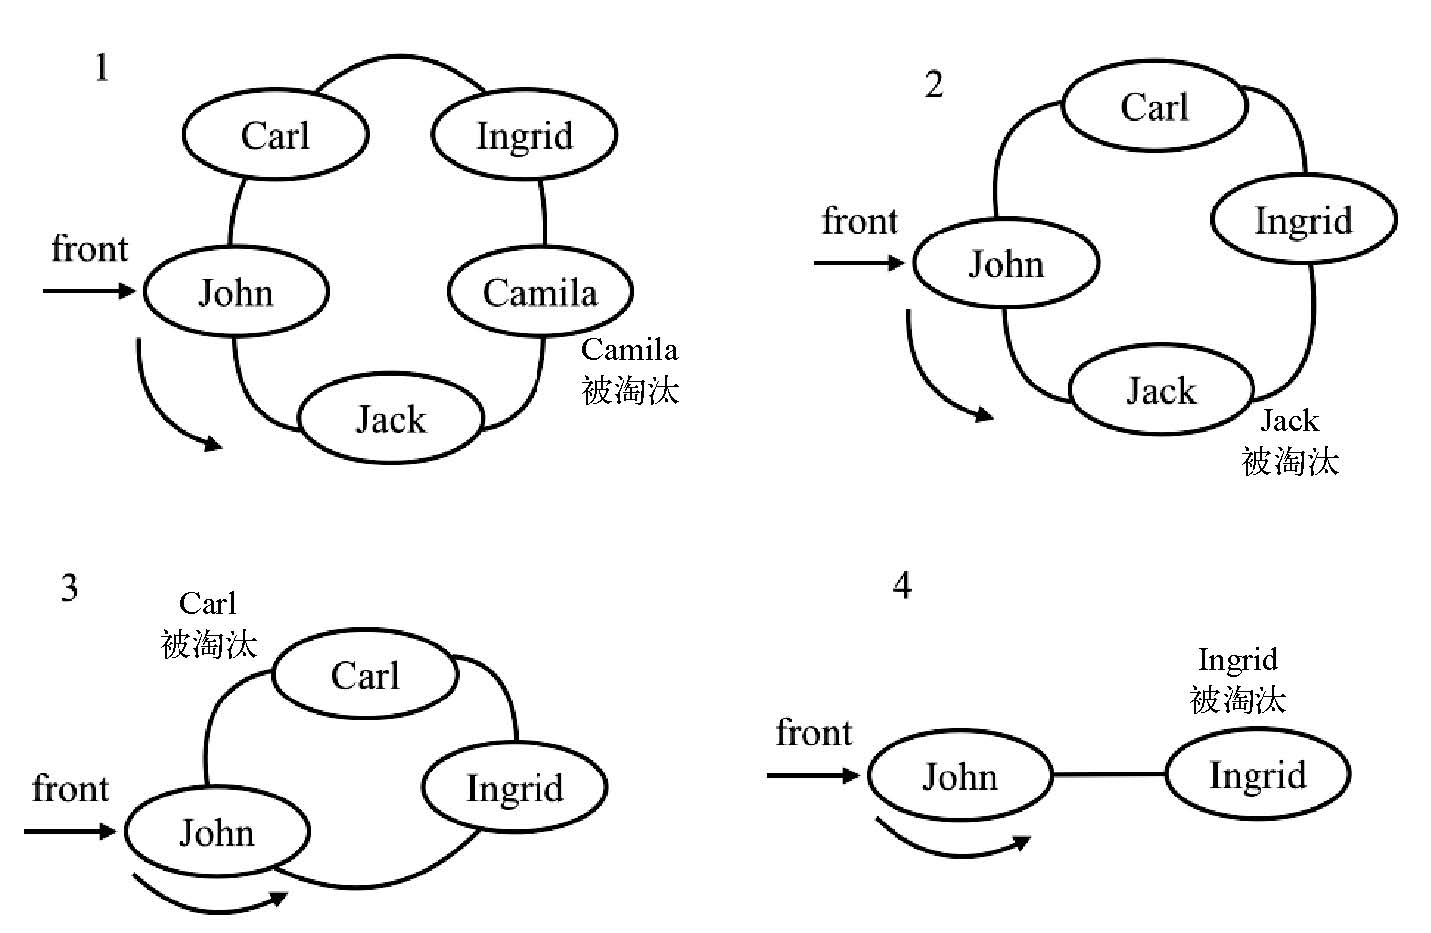 1
Carl
Ingrid
front
John
Camila
Camila
被淘汰
Jack
2
Carl
front
Ingrid
John
Jack
Jack
被淘汰
3
Carl
被淘汰
Carl
front
Ingrid
John
4
Ingrid
被淘汰
front
John
Ingrid